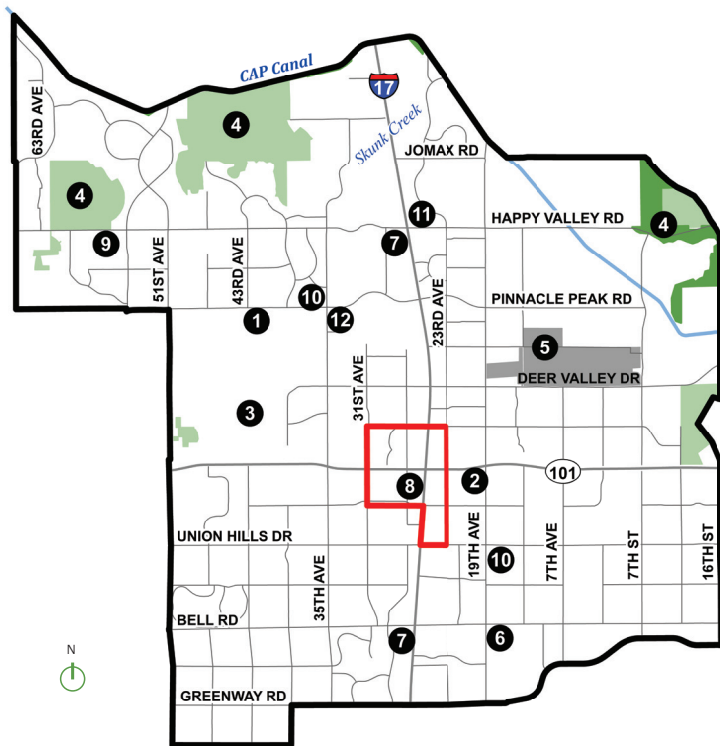 CAP Canal
17
63RD AVE
4
Skunk Creek
JOMAX RD
4
11
HAPPY VALLEY RD
4
9
7
51ST AVE
43RD AVE
23RD AVE
10
PINNACLE PEAK RD
1
12
5
DEER VALLEY DR
31ST AVE
3
8
2
101
UNION HILLS DR
19TH AVE
7TH AVE
7TH ST
16TH ST
10
35TH AVE
BELL RD
7
6
N
GREENWAY RD